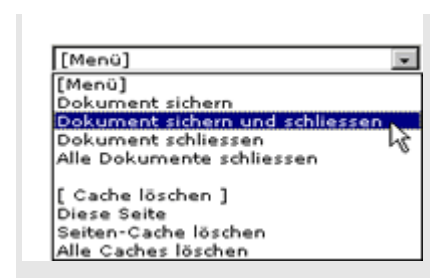 [Menü]
[Menü]
Dokument sichern
Dokument sichern und schliessen
Dokument schliessen
Alle Dokumente schliessen
[ Cache löschen ]
Diese Seite
Seiten-Cache löschen
Alle Caches löschen